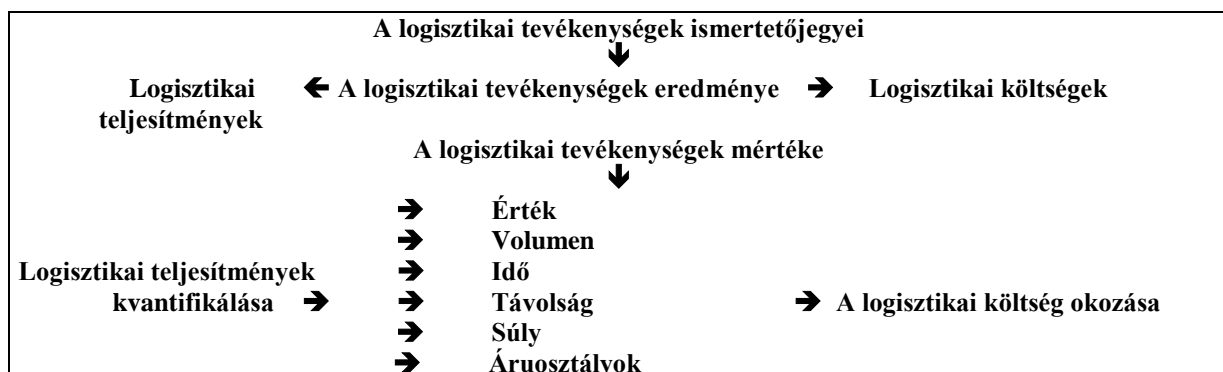 A logisztikai tevékenységek ismertetőjegyei
🡻
Logisztikai teljesítmények 🡸 A logisztikai tevékenységek eredménye 🡺 Logisztikai költségek
A logisztikai tevékenységek mértéke
🡻
🡺 Érték
🡺 Volumen
Logisztikai teljesítmények 🡺 Idő
kvantifikálása 🡺 🡺 Távolság 🡺 A logisztikai költség okozása
🡺 Súly
🡺 Áruosztályok